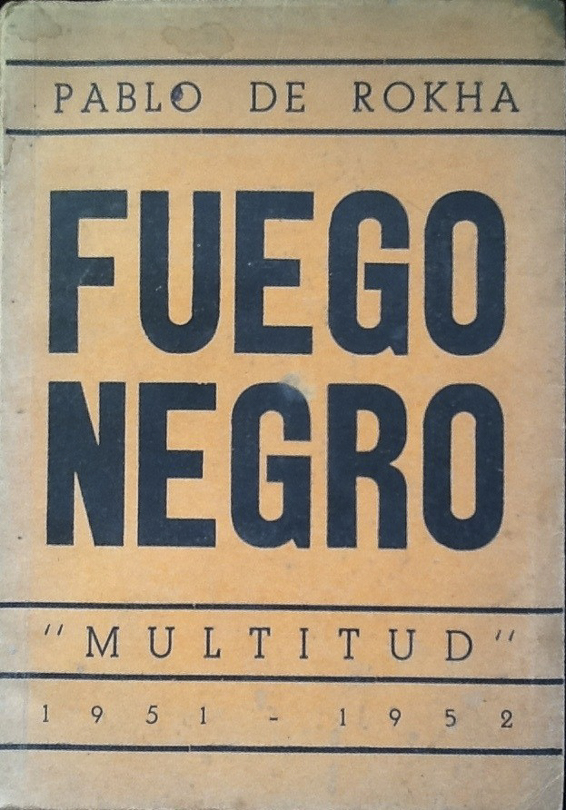 PABLO DE ROKHA
FUEGO
NEGRO
"MULTITUD"
1951 - 1952